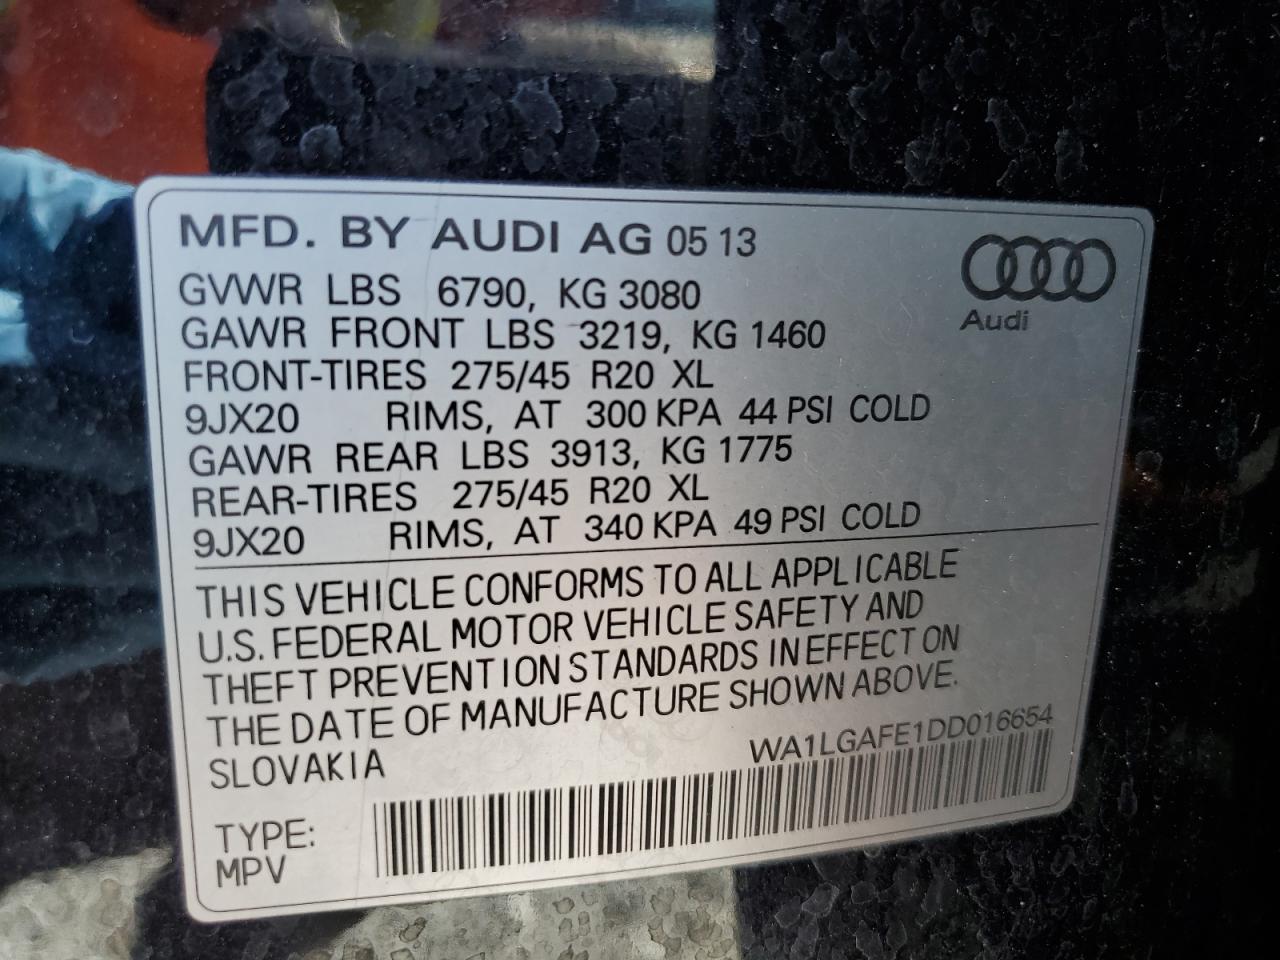 MFD. BY AUDI AG 05 13
GVWR LBS 6790, KG 3080
GAWR FRONT LBS 3219, KG 1460
FRONT-TIRES 275/45 R20 XL
9JX20 RIMS, AT 300 KPA 44 PSI COLD
GAWR REAR LBS 3913, KG 1775
REAR-TIRES 275/45 R20 XL
9JX20 RIMS, AT 340 KPA 49 PSI COLD
Audi
THIS VEHICLE CONFORMS TO ALL APPLICABLE
U.S. FEDERAL MOTOR VEHICLE SAFETY AND
THEFT PREVENTION STANDARDS IN EFFECT ON
THE DATE OF MANUFACTURE SHOWN ABOVE.
SLOVAKIA
WA1LGAFE1DD016654
TYPE:
MPV